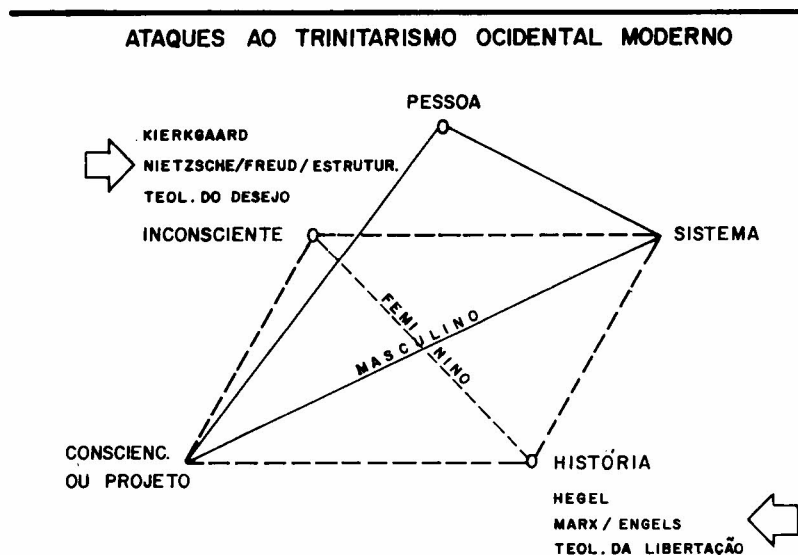 ATAQUES AO TRINITARISMO OCIDENTAL MODERNO
PESSOA
KIERKGAARD
NIETZSCHE/FREUD/ESTRUTUR.
TEOL. DO DESEJO
INCONSCIENTE
SISTEMA
FEMININO
MASCULINO
CONSCIENC.
OU PROJETO
HISTÓRIA
HEGEL
MARX/ENGELS
TEOL. DA LIBERTAÇÃO